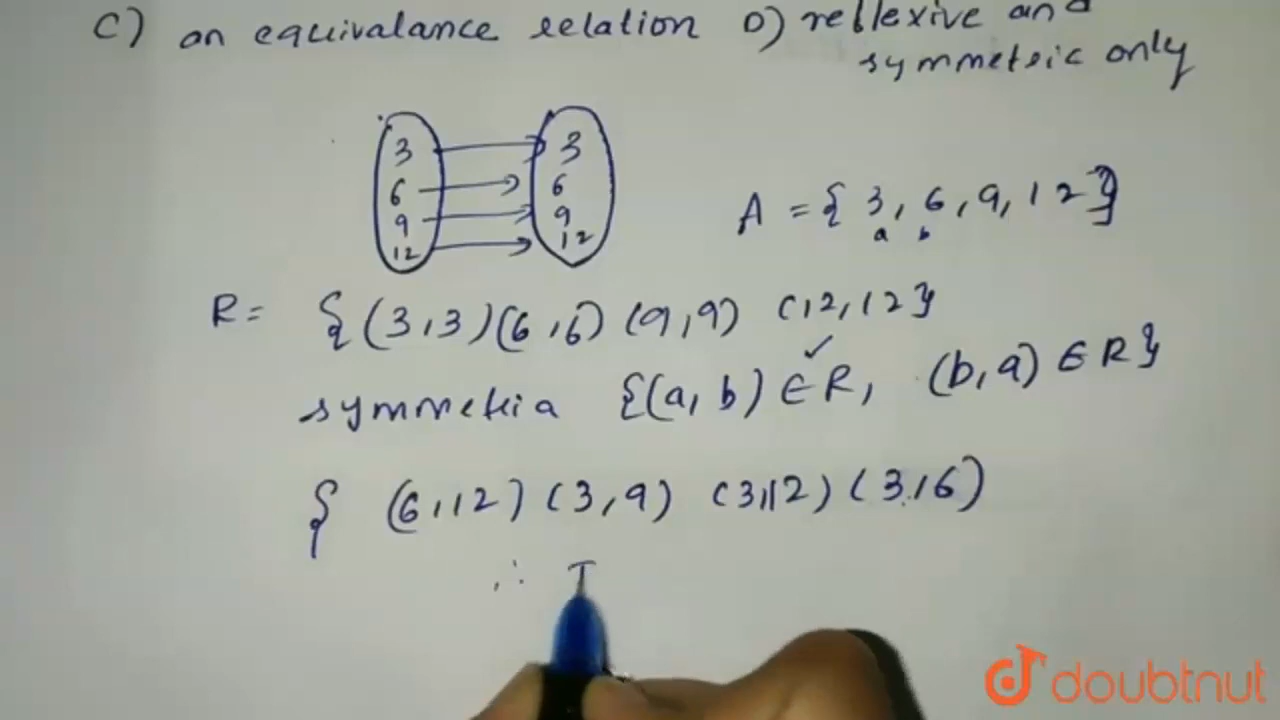 C) an equivalance relation D) reflexive and
symmetric only
3 3
6 6
9 9
12 12
A = { 3, 6, 9, 12 }
a b
R = { (3,3) (6,6) (9,9) (12,12 }
✓
symmetria {(a, b) ∈ R, (b, a) ∈ R}
{ (6,12) (3,9) (3,12) (3,6)
∴ I
doubtnut